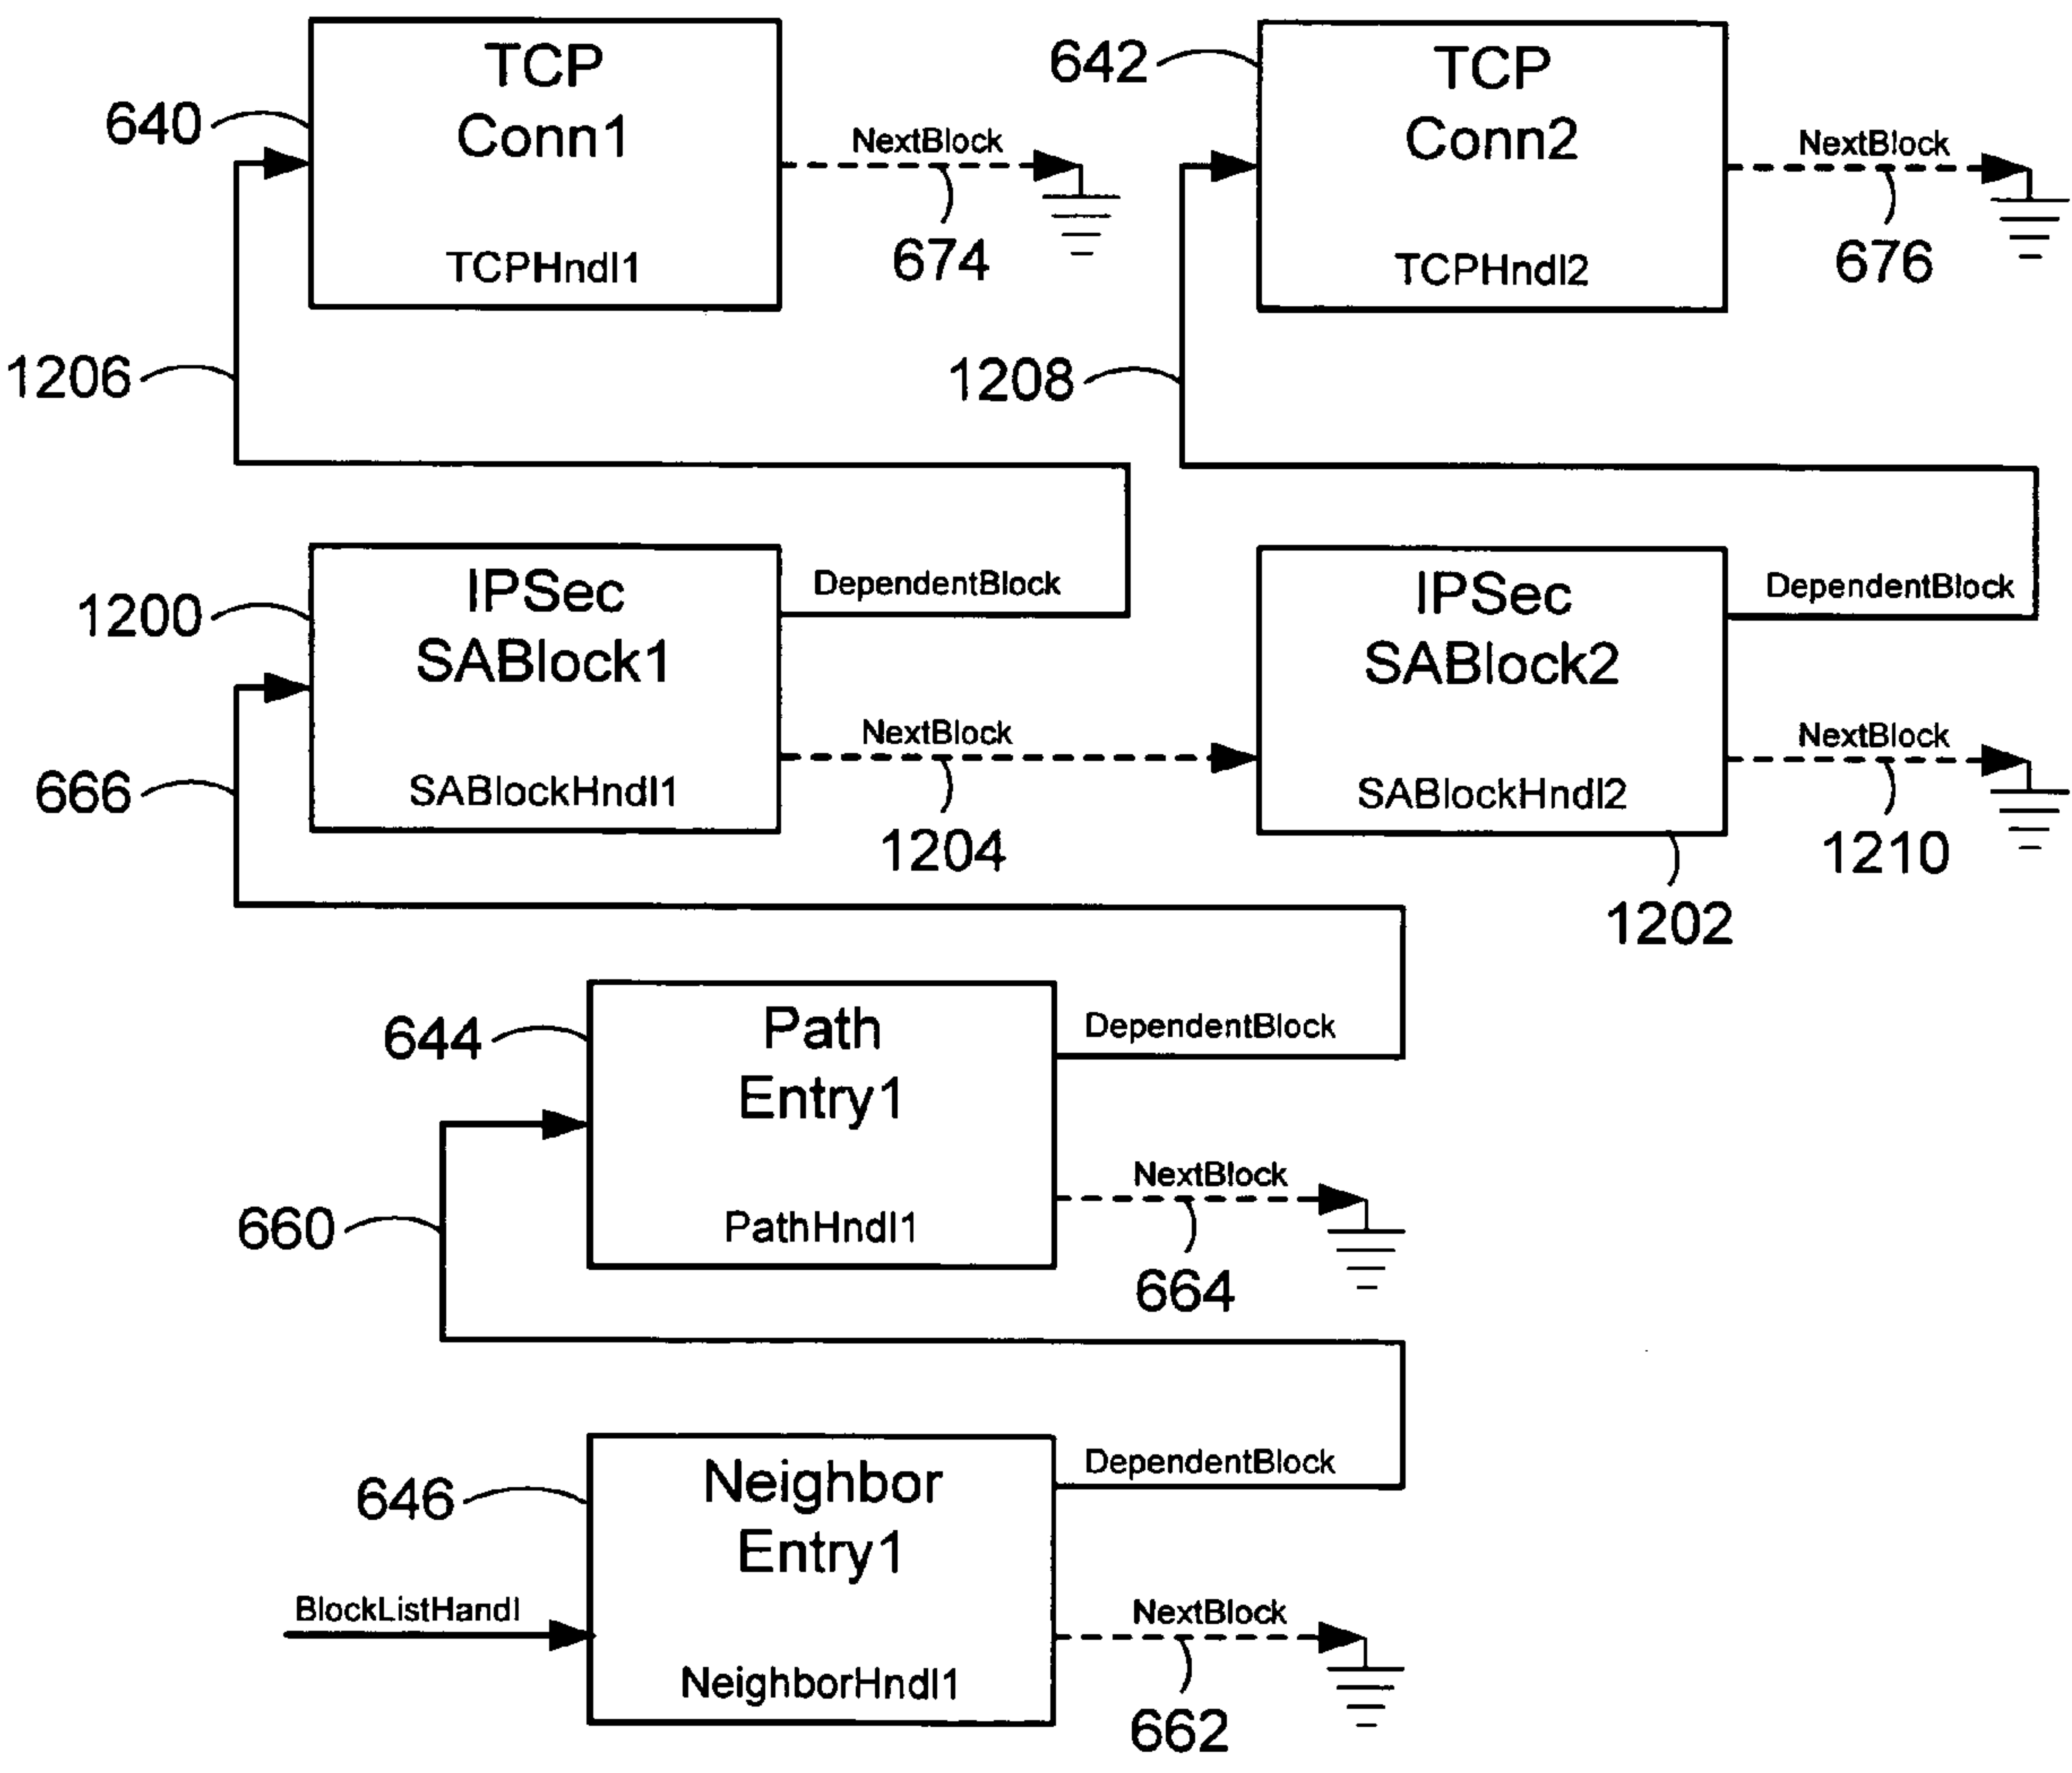 TCP
Conn1
TCPHndl1
640
NextBlock
674
642
TCP
Conn2
TCPHndl2
NextBlock
676
1206
1208
1200
IPSec
SABlock1
SABlockHndl1
DependentBlock
NextBlock
1204
IPSec
SABlock2
SABlockHndl2
DependentBlock
NextBlock
1210
1202
666
644
Path
Entry1
PathHndl1
DependentBlock
NextBlock
664
660
646
Neighbor
Entry1
NeighborHndl1
DependentBlock
BlockListHandl
NextBlock
662